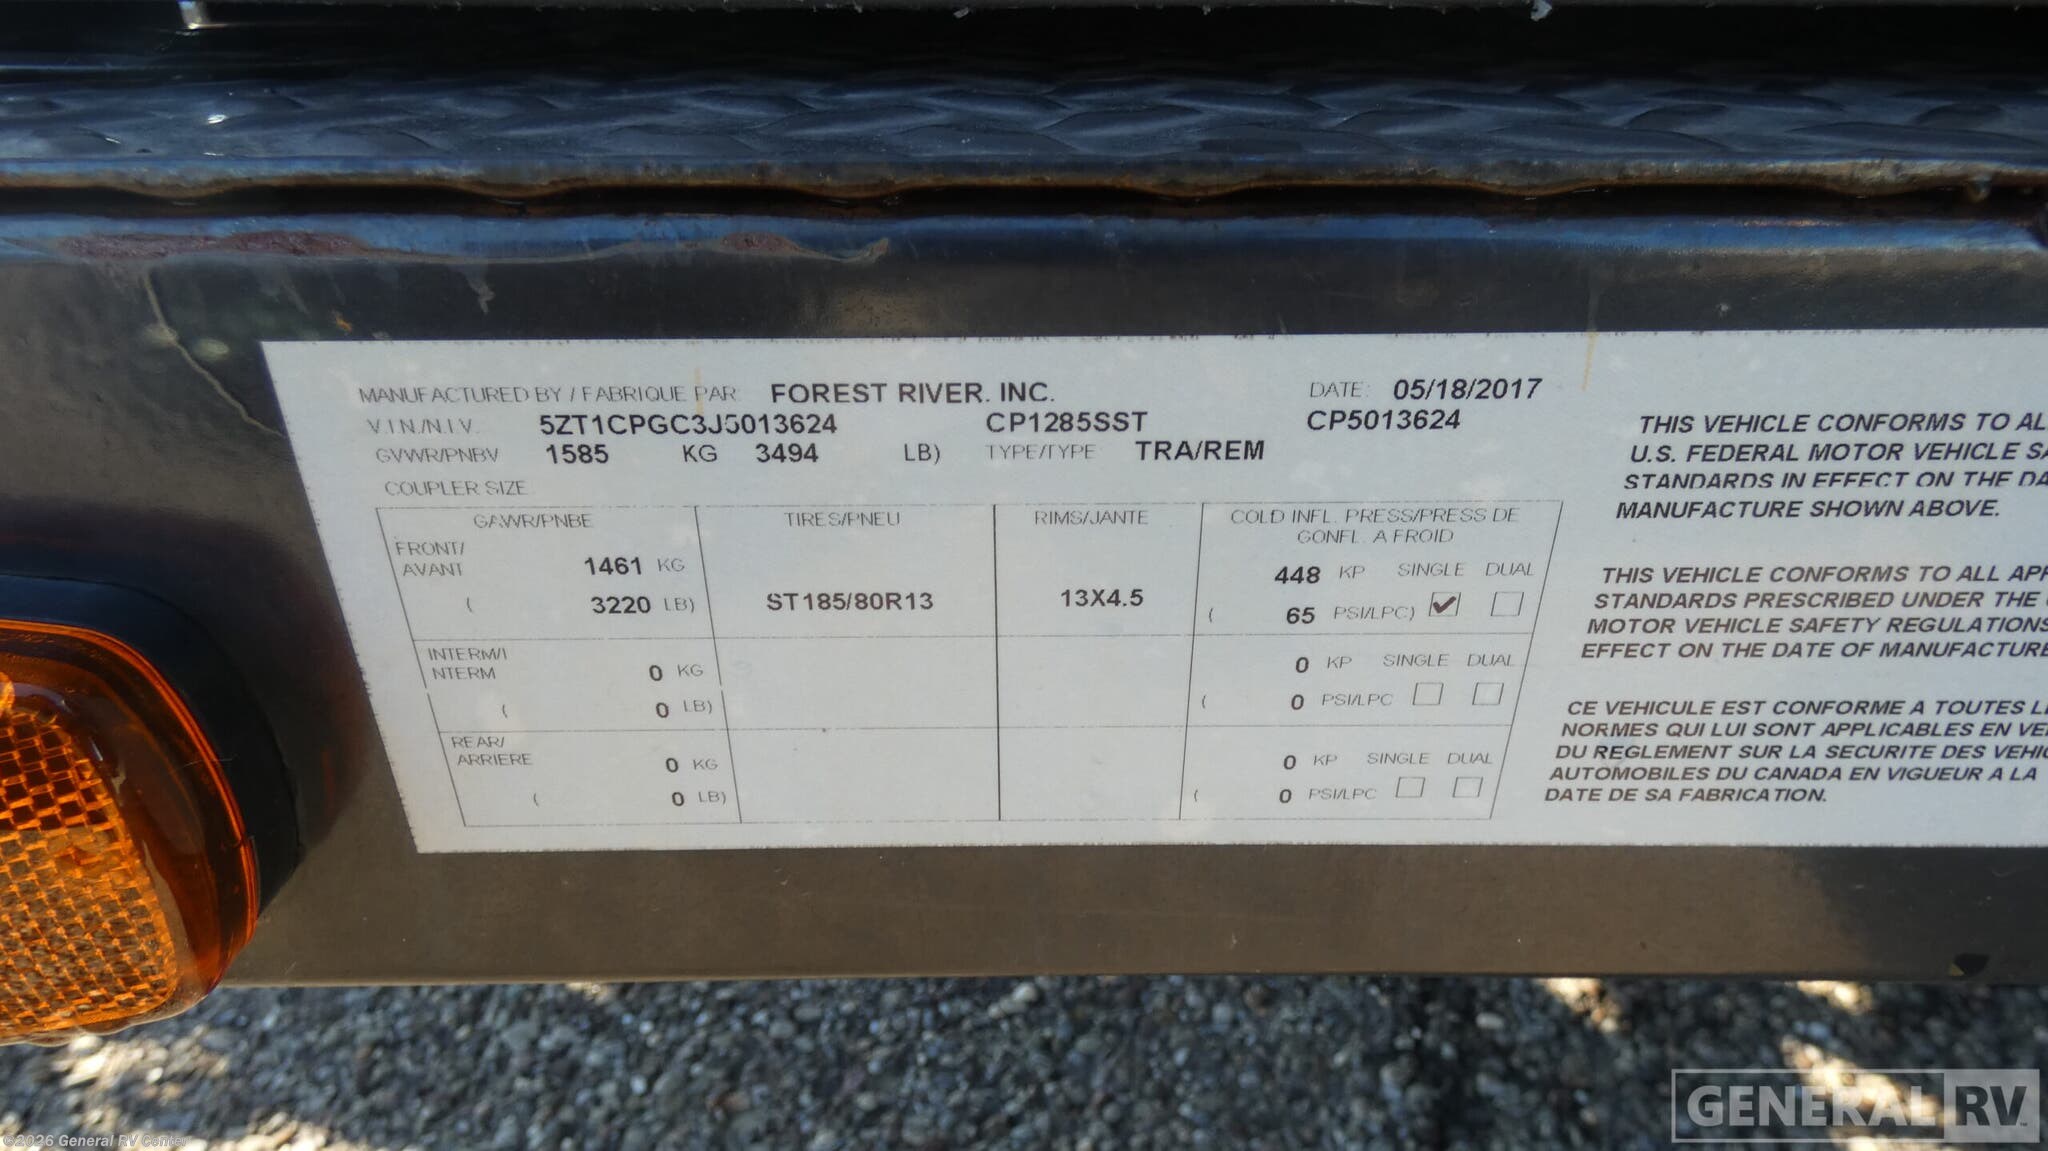 MANUFACTURED BY / FABRIQUE PAR: FOREST RIVER. INC. DATE: 05/18/2017
V.I.N./N.I.V. 5ZT1CPGC3J5013624 CP1285SST CP5013624
GVWR/PNBV 1585 KG 3494 LB) TYPE/TYPE TRA/REM
COUPLER SIZE
GAWR/PNBE TIRES/PNEU RIMS/JANTE COLD INFL. PRESS/PRESS DE
GONFL. A FROID
FRONT/
AVANT 1461 KG 448 KP SINGLE DUAL
( 3220 LB) ST185/80R13 13X4.5 ( 65 PSI/LPC) ✓
INTERM/I
NTERM 0 KG 0 KP SINGLE DUAL
( 0 LB) ( 0 PSI/LPC
REAR/
ARRIERE 0 KG 0 KP SINGLE DUAL
( 0 LB) ( 0 PSI/LPC
THIS VEHICLE CONFORMS TO AL
U.S. FEDERAL MOTOR VEHICLE SA
STANDARDS IN EFFECT ON THE DA
MANUFACTURE SHOWN ABOVE.
THIS VEHICLE CONFORMS TO ALL APP
STANDARDS PRESCRIBED UNDER THE
MOTOR VEHICLE SAFETY REGULATIONS
EFFECT ON THE DATE OF MANUFACTURE
CE VEHICULE EST CONFORME A TOUTES LE
NORMES QUI LUI SONT APPLICABLES EN VE
DU REGLEMENT SUR LA SECURITE DES VEHIC
AUTOMOBILES DU CANADA EN VIGUEUR A LA
DATE DE SA FABRICATION.
GENERAL RV
©2026 General RV Center